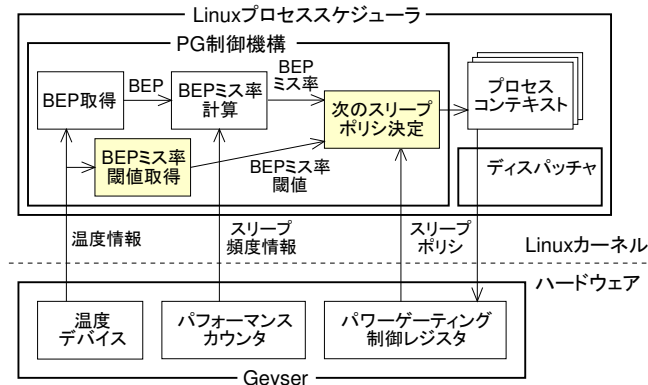 Linuxプロセススケジューラ
PG制御機構
BEP取得
BEP
BEPミス率
計算
BEP
ミス率
次のスリープ
ポリシ決定
プロセス
コンテキスト
BEPミス率
閾値取得
BEPミス率
閾値
ディスパッチャ
温度情報
スリープ
頻度情報
スリープ
ポリシ
Linuxカーネル
ハードウェア
温度
デバイス
パフォーマンス
カウンタ
パワーゲーティング
制御レジスタ
Geyser